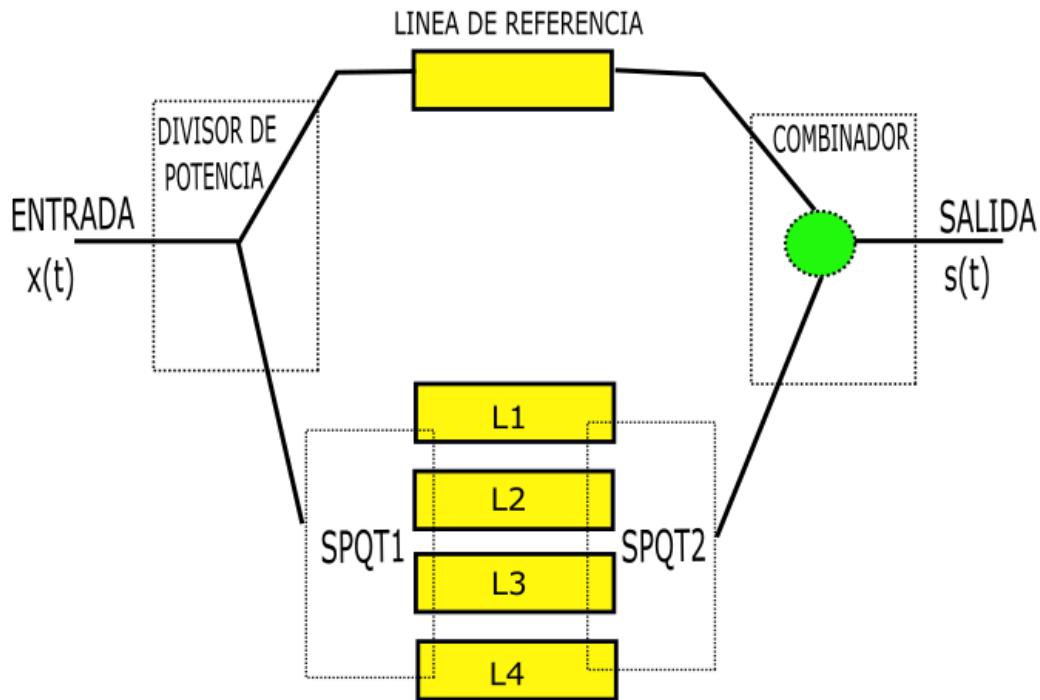 LINEA DE REFERENCIA
DIVISOR DE
POTENCIA
COMBINADOR
ENTRADA
x(t)
SALIDA
s(t)
L1
L2
SPQT1
SPQT2
L3
L4